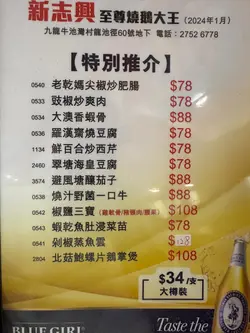 新志興 至尊燒鵝大王 (2024年1月)
九龍牛池灣村龍池徑60號地下 電話:2752 6778
【特別推介】
0540 老乾媽尖椒炒肥腸 $78
0533 豉椒炒爽肉 $78
0534 大澳香蝦骨 $88
0536 羅漢齋燒豆腐 $78
1134 鮮百合炒西芹 $78
2460 翠塘海皇豆腐 $78
3574 避風塘釀茄子 $88
0538 燒汁野菌一口牛 $88
0542 椒鹽三寶 $108
0543 蝦乾魚肚浸菜苗 $78
0541 剁椒蒸魚雲
2804 北菇鮑螺片鵝掌煲 $108
$34/支
大樽裝
BLUE GIRL
Taste the